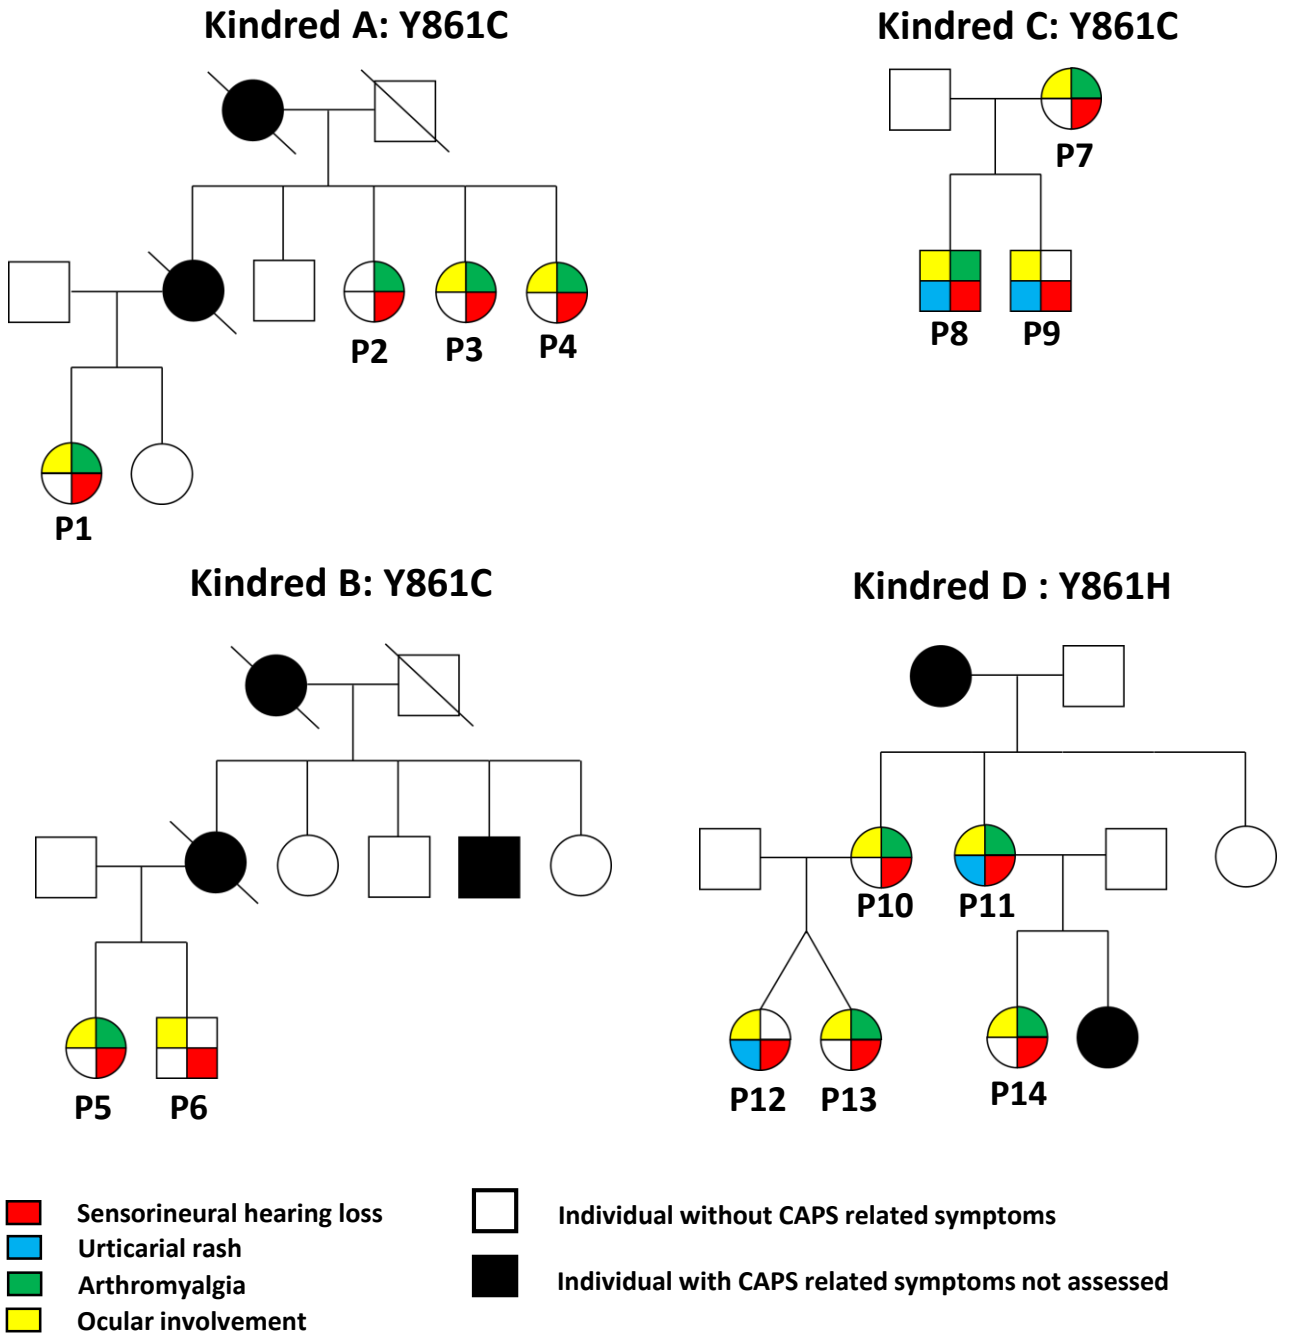 Kindred A: Y861C
Kindred C: Y861C
P7
P2
P3
P4
P8
P9
P1
Kindred B: Y861C
Kindred D : Y861H
P10
P11
P5
P6
P12
P13
P14
Sensorineural hearing loss
Urticarial rash
Arthromyalgia
Ocular involvement
Individual without CAPS related symptoms
Individual with CAPS related symptoms not assessed